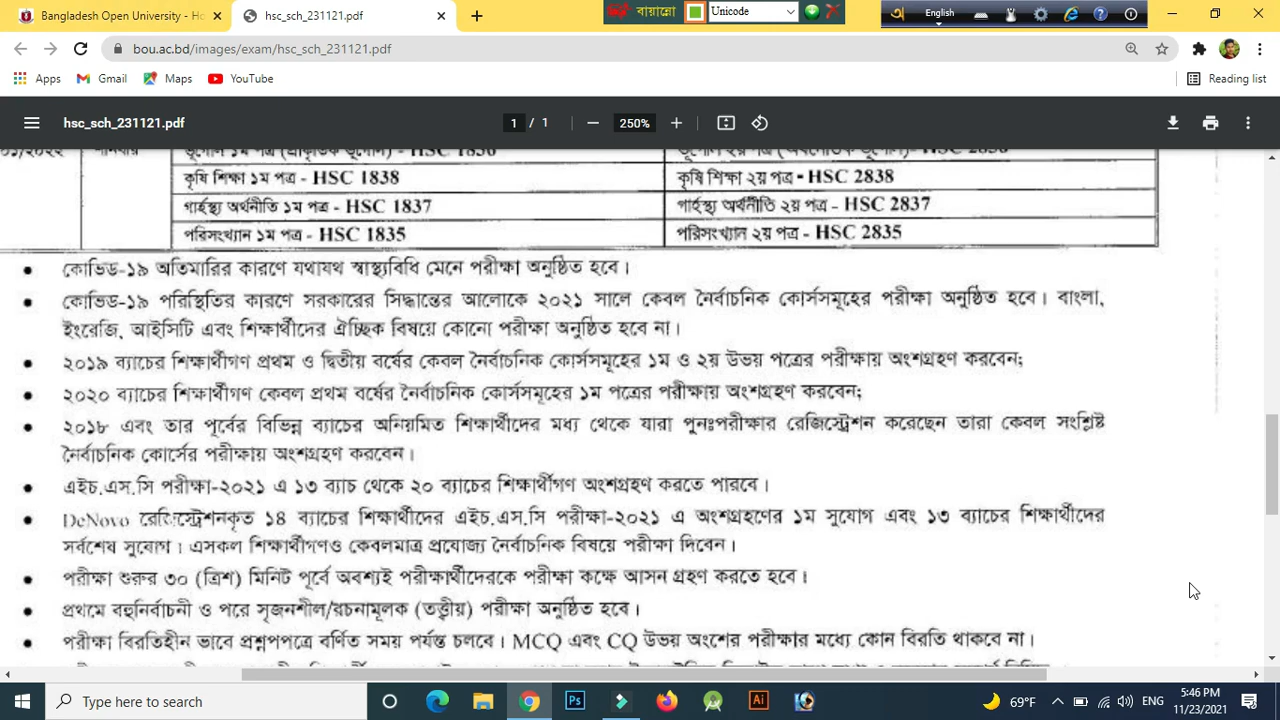 Bangladesh Open University - H
hsc_sch_231121.pdf
বায়ান্নো
Unicode
English
bou.ac.bd/images/exam/hsc_sch_231121.pdf
Apps
Gmail
Maps
YouTube
Reading list
hsc_sch_231121.pdf
1 / 1
250%
কৃষি শিক্ষা ১ম পত্র - HSC 1838
কৃষি শিক্ষা ২য় পত্র - HSC 2838
গার্হস্থ্য অর্থনীতি ১ম পত্র - HSC 1837
গার্হস্থ্য অর্থনীতি ২য় পত্র - HSC 2837
পরিসংখ্যান ১ম পত্র - HSC 1835
পরিসংখ্যান ২য় পত্র - HSC 2835
• কোভিড-১৯ অতিমারির কারণে যথাযথ স্বাস্থ্যবিধি মেনে পরীক্ষা অনুষ্ঠিত হবে।
• কোভিড-১৯ পরিস্থিতির কারণে সরকারের সিদ্ধান্তের আলোকে ২০২১ সালে কেবল নৈর্বাচনিক কোর্সসমূহের পরীক্ষা অনুষ্ঠিত হবে। বাংলা,
ইংরেজি, আইসিটি এবং শিক্ষার্থীদের ঐচ্ছিক বিষয়ে কোনো পরীক্ষা অনুষ্ঠিত হবে না।
• ২০১৯ ব্যাচের শিক্ষার্থীগণ প্রথম ও দ্বিতীয় বর্ষের কেবল নৈর্বাচনিক কোর্সসমূহের ১ম ও ২য় উভয় পত্রের পরীক্ষায় অংশগ্রহণ করবেন;
• ২০২০ ব্যাচের শিক্ষার্থীগণ কেবল প্রথম বর্ষের নৈর্বাচনিক কোর্সসমূহের ১ম পত্রের পরীক্ষায় অংশগ্রহণ করবেন;
• ২০১৮ এবং তার পূর্বের বিভিন্ন ব্যাচের অনিয়মিত শিক্ষার্থীদের মধ্য থেকে যারা পুনঃপরীক্ষার রেজিস্ট্রেশন করেছেন তারা কেবল সংশ্লিষ্ট
নৈর্বাচনিক কোর্সের পরীক্ষায় অংশগ্রহণ করবেন।
• এইচ.এস.সি পরীক্ষা-২০২১ এ ১৩ ব্যাচ থেকে ২০ ব্যাচের শিক্ষার্থীগণ অংশগ্রহণ করতে পারবে।
• DeNovo রেজিস্ট্রেশনকৃত ১৪ ব্যাচের শিক্ষার্থীদের এইচ.এস.সি পরীক্ষা-২০২১ এ অংশগ্রহণের ১ম সুযোগ এবং ১৩ ব্যাচের শিক্ষার্থীদের
সর্বশেষ সুযোগ। এসকল শিক্ষার্থীগণও কেবলমাত্র প্রযোজ্য নৈর্বাচনিক বিষয়ে পরীক্ষা দিবেন।
• পরীক্ষা শুরুর ৩০ (ত্রিশ) মিনিট পূর্বে অবশ্যই পরীক্ষার্থীদেরকে পরীক্ষা কক্ষে আসন গ্রহণ করতে হবে।
• প্রথমে বহুনির্বাচনী ও পরে সৃজনশীল/রচনামূলক (তত্ত্বীয়) পরীক্ষা অনুষ্ঠিত হবে।
• পরীক্ষা বিরতিহীন ভাবে প্রশ্নপপত্রে বর্ণিত সময় পর্যন্ত চলবে। MCQ এবং CQ উভয় অংশের পরীক্ষার মধ্যে কোন বিরতি থাকবে না।
Type here to search
69°F
ENG
5:46 PM
11/23/2021